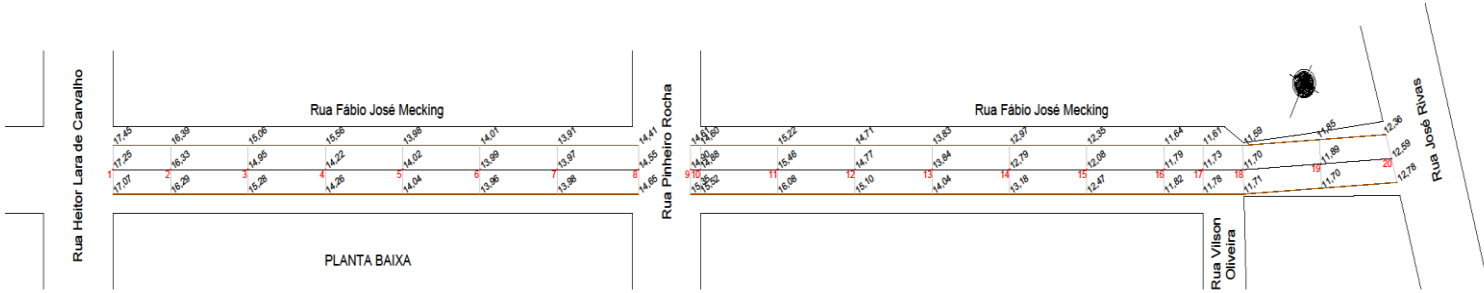 Rua Heitor Lara de Carvalho
Rua Fábio José Mecking
Rua Pinheiro Rocha
Rua Fábio José Mecking
Rua José Rivas
17,45 16,39 15,06 15,56 13,98 14,01 13,91 14,41 14,61 14,60 15,22 14,71 13,83 12,97 12,35 11,64 11,61 11,59 11,85 12,36
17,25 16,33 14,95 14,22 14,02 13,99 13,97 14,55 14,90 14,88 15,46 14,77 13,84 12,79 12,08 11,79 11,73 11,70 11,89 12,59
1 2 3 4 5 6 7 8 9 10 11 12 13 14 15 16 17 18 19 20
17,07 16,29 15,28 14,26 14,04 13,96 13,98 14,65 15,52 16,08 15,10 14,04 13,18 12,47 11,82 11,78 11,71 11,70 12,78
PLANTA BAIXA
Rua Vilson
Oliveira